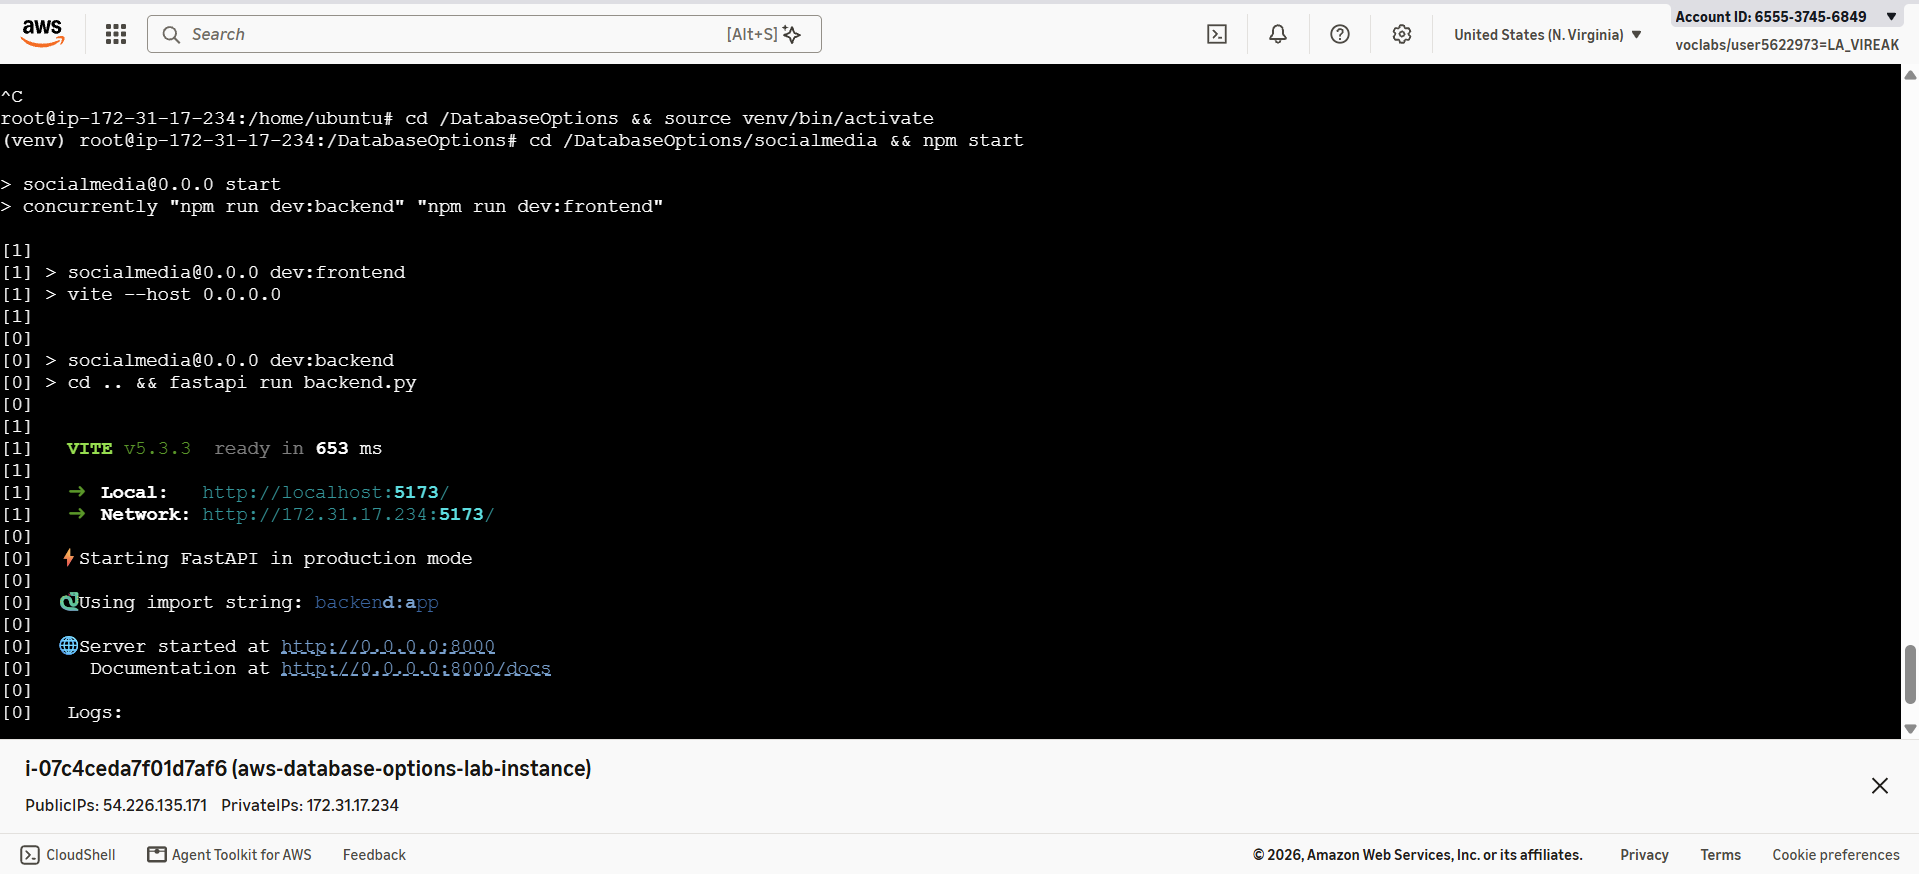 aws
Search [Alt+S]
United States (N. Virginia) ▼
Account ID: 6555-3745-6849 ▼
voclabs/user5622973=LA_VIREAK
^C
root@ip-172-31-17-234:/home/ubuntu# cd /DatabaseOptions && source venv/bin/activate
(venv) root@ip-172-31-17-234:/DatabaseOptions# cd /DatabaseOptions/socialmedia && npm start
> socialmedia@0.0.0 start
> concurrently "npm run dev:backend" "npm run dev:frontend"
[1]
[1] > socialmedia@0.0.0 dev:frontend
[1] > vite --host 0.0.0.0
[1]
[0]
[0] > socialmedia@0.0.0 dev:backend
[0] > cd .. && fastapi run backend.py
[0]
[1]
[1] VITE v5.3.3 ready in 653 ms
[1]
[1] ➜ Local: http://localhost:5173/
[1] ➜ Network: http://172.31.17.234:5173/
[0]
[0] ⚡Starting FastAPI in production mode
[0]
[0] Using import string: backend:app
[0]
[0] 🌐Server started at http://0.0.0.0:8000
[0] Documentation at http://0.0.0.0:8000/docs
[0]
[0] Logs:
i-07c4ceda7f01d7af6 (aws-database-options-lab-instance)
PublicIPs: 54.226.135.171 PrivateIPs: 172.31.17.234
CloudShell Agent Toolkit for AWS Feedback © 2026, Amazon Web Services, Inc. or its affiliates. Privacy Terms Cookie preferences